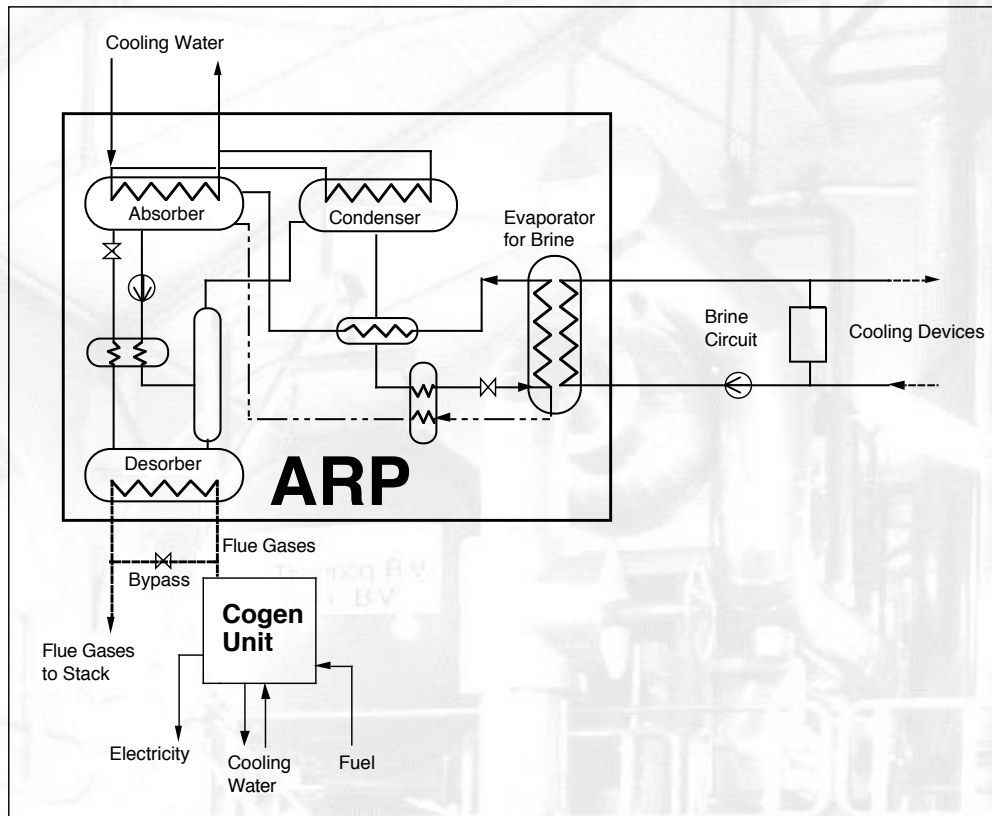 Cooling Water
Absorber
Condenser
Evaporator
for Brine
Brine
Circuit
Cooling Devices
Desorber
ARP
Flue Gases
Bypass
Cogen
Unit
Flue Gases
to Stack
Electricity
Cooling
Water
Fuel